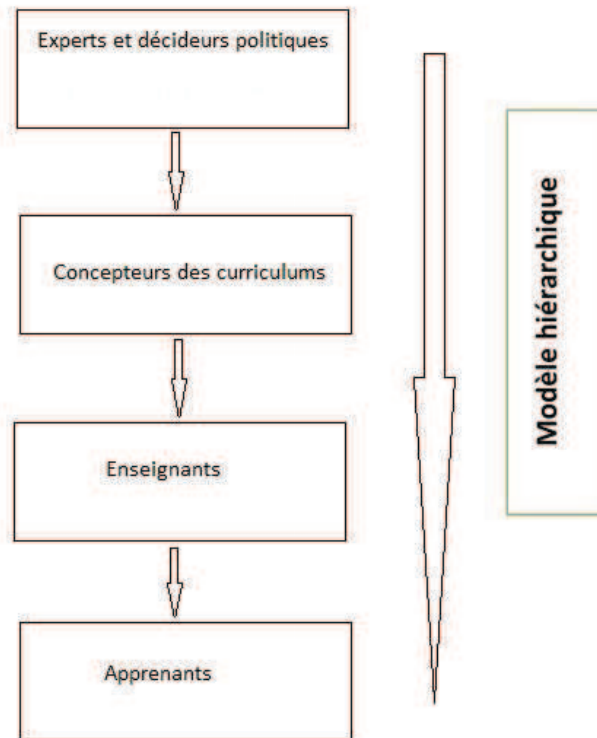 Experts et décideurs politiques
Concepteurs des curriculums
Enseignants
Apprenants
Modèle hiérarchique